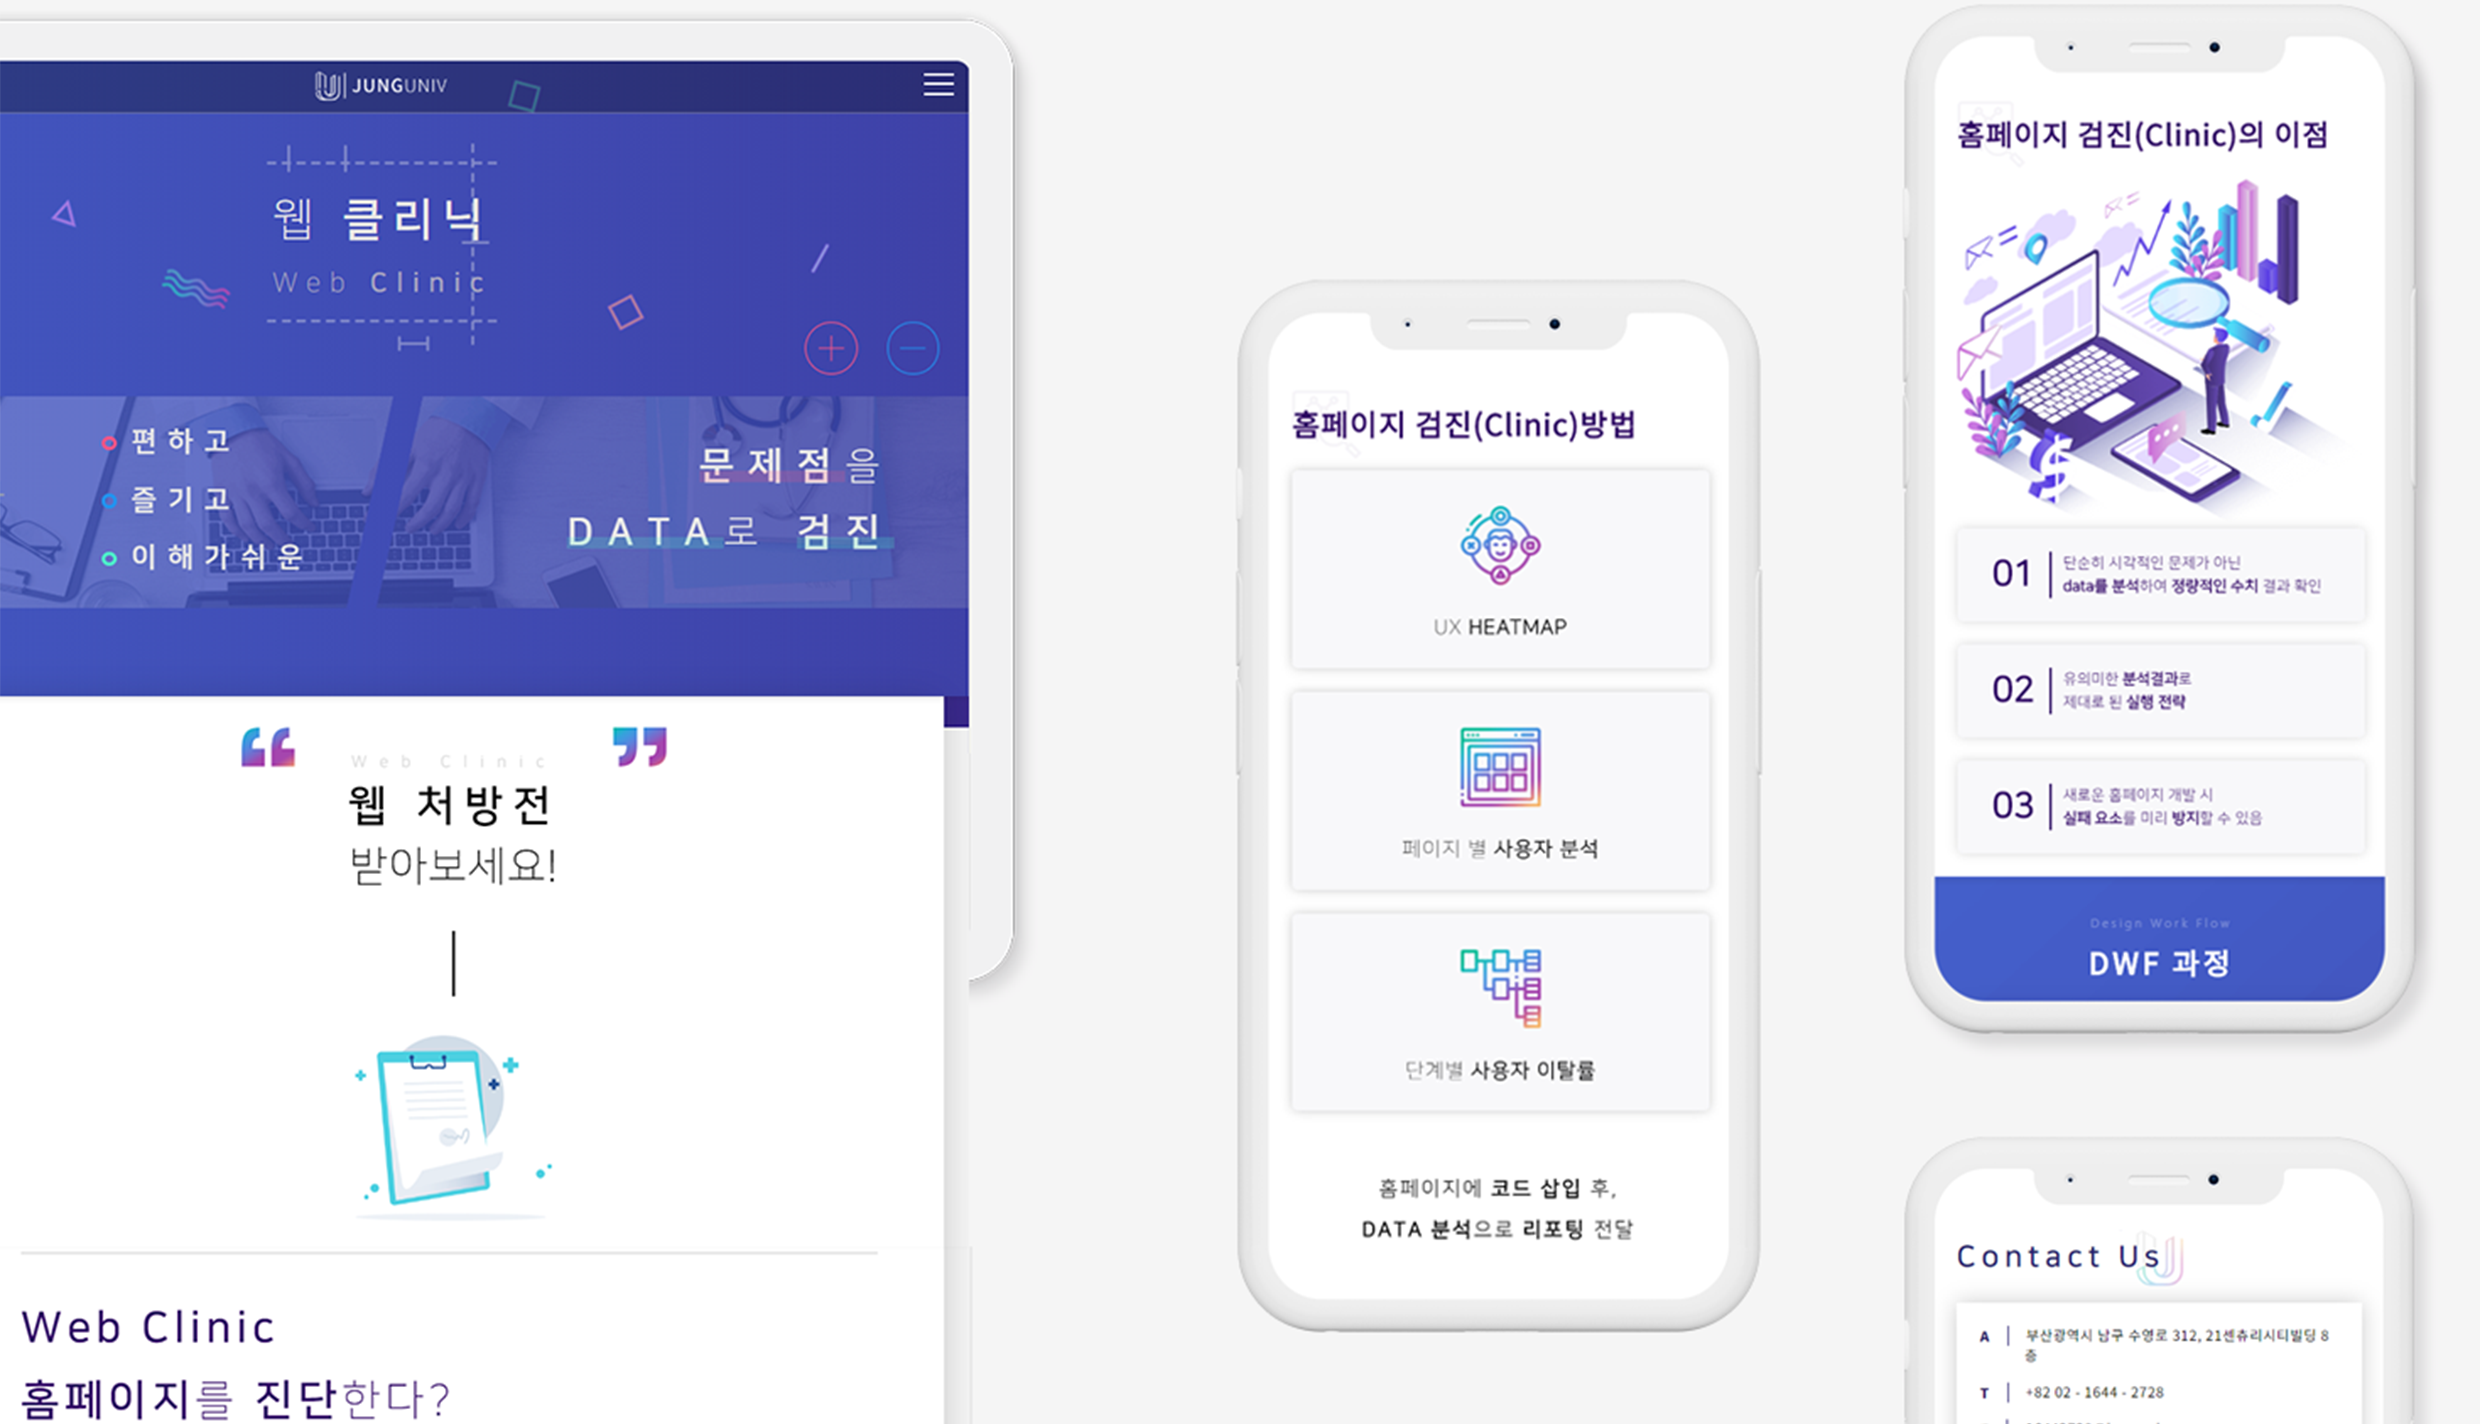 JUNGUNIV
웹 클리닉
Web Clinic
편하고
즐기고
이해가쉬운
문제점을
DATA로 검진
Web Clinic
웹 처방전
받아보세요!
Web Clinic
홈페이지를 진단한다?
홈페이지 검진(Clinic)방법
UX HEATMAP
페이지 별 사용자 분석
단계별 사용자 이탈률
홈페이지에 코드 삽입 후,
DATA 분석으로 리포팅 전달
홈페이지 검진(Clinic)의 이점
01
단순히 시각적인 문제가 아닌
data를 분석하여 정량적인 수치 결과 확인
02
유의미한 분석결과로
제대로 된 실행 전략
03
새로운 홈페이지 개발 시
실패 요소를 미리 방지할 수 있음
Design Work Flow
DWF 과정
Contact Us
A 부산광역시 남구 수영로 312, 21센츄리시티빌딩 8
층
T +82 02 - 1644 - 2728